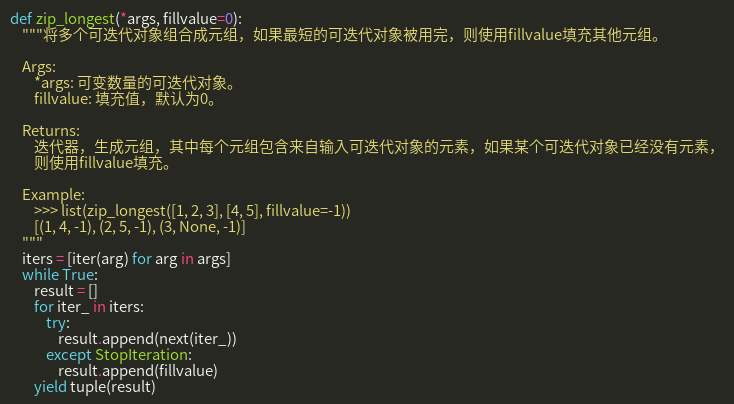 def zip_longest(*args, fillvalue=0):
    """将多个可迭代对象组合成元组，如果最短的可迭代对象被用完，则使用fillvalue填充其他元组。

    Args:
        *args: 可变数量的可迭代对象。
        fillvalue: 填充值，默认为0。

    Returns:
        迭代器，生成元组，其中每个元组包含来自输入可迭代对象的元素，如果某个可迭代对象已经没有元素，
        则使用fillvalue填充。

    Example:
        >>> list(zip_longest([1, 2, 3], [4, 5], fillvalue=-1))
        [(1, 4, -1), (2, 5, -1), (3, None, -1)]
    """
    iters = [iter(arg) for arg in args]
    while True:
        result = []
        for iter_ in iters:
            try:
                result.append(next(iter_))
            except StopIteration:
                result.append(fillvalue)
        yield tuple(result)